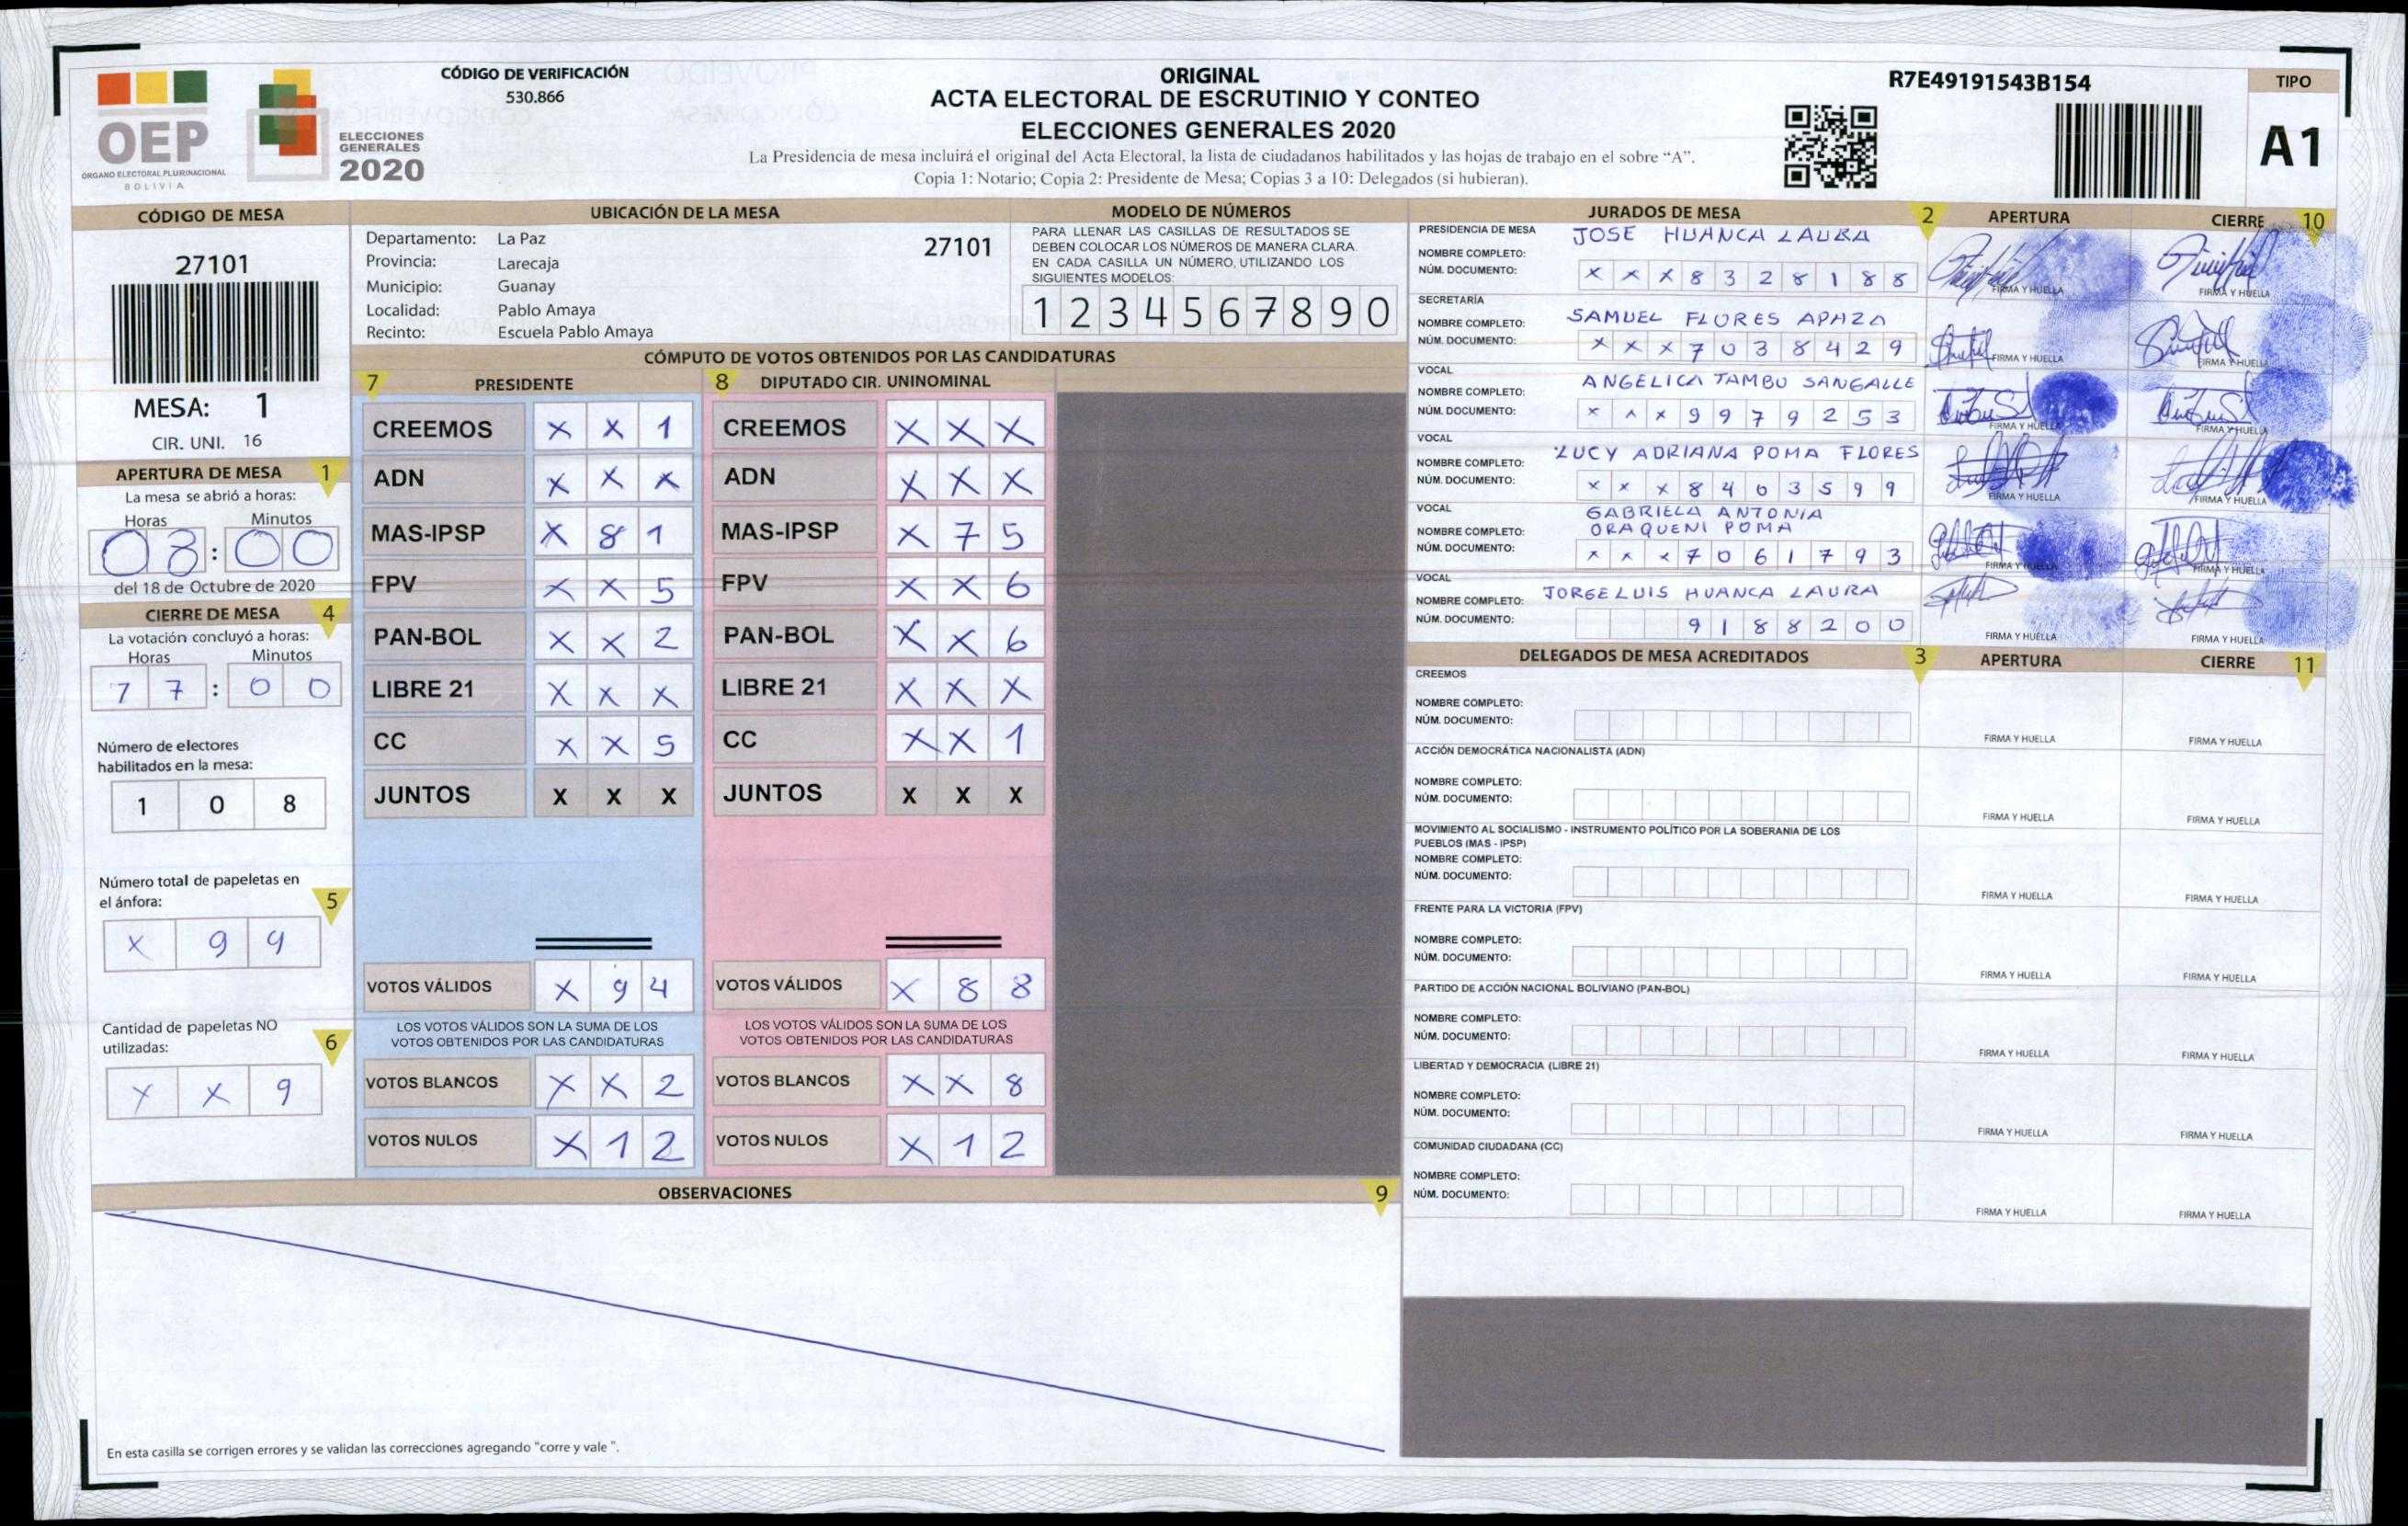 CÓDIGO DE VERIFICACIÓN
530.866
ORIGINAL
ACTA ELECTORAL DE ESCRUTINIO Y CONTEO
ELECCIONES GENERALES 2020
La Presidencia de mesa incluirá el original del Acta Electoral, la lista de ciudadanos habilitados y las hojas de trabajo en el sobre “A”.
Copia 1: Notario; Copia 2: Presidente de Mesa; Copias 3 a 10: Delegados (si hubieran).
R7E49191543B154
TIPO
A1
OEP
ÓRGANO ELECTORAL PLURINACIONAL
BOLIVIA
ELECCIONES
GENERALES
2020
CÓDIGO DE MESA
27101
MESA: 1
CIR. UNI. 16
APERTURA DE MESA 1
La mesa se abrió a horas:
Horas Minutos
08:00
del 18 de Octubre de 2020
CIERRE DE MESA 4
La votación concluyó a horas:
Horas Minutos
77:00
Número de electores
habilitados en la mesa:
1 0 8
Número total de papeletas en
el ánfora: 5
X 9 9
Cantidad de papeletas NO
utilizadas: 6
X X 9
UBICACIÓN DE LA MESA
Departamento: La Paz 27101
Provincia: Larecaja
Municipio: Guanay
Localidad: Pablo Amaya
Recinto: Escuela Pablo Amaya
MODELO DE NÚMEROS
PARA LLENAR LAS CASILLAS DE RESULTADOS SE
DEBEN COLOCAR LOS NÚMEROS DE MANERA CLARA.
EN CADA CASILLA UN NÚMERO, UTILIZANDO LOS
SIGUIENTES MODELOS:
1 2 3 4 5 6 7 8 9 0
CÓMPUTO DE VOTOS OBTENIDOS POR LAS CANDIDATURAS
7 PRESIDENTE 8 DIPUTADO CIR. UNINOMINAL
CREEMOS X X 1 CREEMOS X X X
ADN X X X ADN X X X
MAS-IPSP X 8 1 MAS-IPSP X 7 5
FPV X X 5 FPV X X 6
PAN-BOL X X 2 PAN-BOL X X 6
LIBRE 21 X X X LIBRE 21 X X X
CC X X 5 CC X X 1
JUNTOS X X X JUNTOS X X X
VOTOS VÁLIDOS X 9 4 VOTOS VÁLIDOS X 8 8
LOS VOTOS VÁLIDOS SON LA SUMA DE LOS LOS VOTOS VÁLIDOS SON LA SUMA DE LOS
VOTOS OBTENIDOS POR LAS CANDIDATURAS VOTOS OBTENIDOS POR LAS CANDIDATURAS
VOTOS BLANCOS X X 2 VOTOS BLANCOS X X 8
VOTOS NULOS X 1 2 VOTOS NULOS X 1 2
OBSERVACIONES 9
En esta casilla se corrigen errores y se validan las correcciones agregando "corre y vale ".
JURADOS DE MESA 2 APERTURA CIERRE 10
PRESIDENCIA DE MESA
NOMBRE COMPLETO: JOSE HUANCA LAURA
NÚM. DOCUMENTO: X X X 8 3 2 8 1 8 8
FIRMA Y HUELLA FIRMA Y HUELLA
SECRETARÍA
NOMBRE COMPLETO: SAMUEL FLORES APAZA
NÚM. DOCUMENTO: X X X 7 0 3 8 4 2 9
FIRMA Y HUELLA FIRMA Y HUELLA
VOCAL
NOMBRE COMPLETO: ANGELICA TAMBO SANGALLE
NÚM. DOCUMENTO: X X X 9 9 7 9 2 5 3
FIRMA Y HUELLA FIRMA Y HUELLA
VOCAL
NOMBRE COMPLETO: LUCY ADRIANA POMA FLORES
NÚM. DOCUMENTO: X X X 8 4 0 3 5 9 9
FIRMA Y HUELLA FIRMA Y HUELLA
VOCAL
NOMBRE COMPLETO: GABRIELA ANTONIA
ORAQUENI POMA
NÚM. DOCUMENTO: X X X 7 0 6 1 7 9 3
FIRMA Y HUELLA FIRMA Y HUELLA
VOCAL
NOMBRE COMPLETO: JORGE LUIS HUANCA LAURA
NÚM. DOCUMENTO: 9 1 8 8 2 0 0
FIRMA Y HUELLA FIRMA Y HUELLA
DELEGADOS DE MESA ACREDITADOS 3 APERTURA CIERRE 11
CREEMOS
NOMBRE COMPLETO:
NÚM. DOCUMENTO:
FIRMA Y HUELLA FIRMA Y HUELLA
ACCIÓN DEMOCRÁTICA NACIONALISTA (ADN)
NOMBRE COMPLETO:
NÚM. DOCUMENTO:
FIRMA Y HUELLA FIRMA Y HUELLA
MOVIMIENTO AL SOCIALISMO - INSTRUMENTO POLÍTICO POR LA SOBERANIA DE LOS
PUEBLOS (MAS - IPSP)
NOMBRE COMPLETO:
NÚM. DOCUMENTO:
FIRMA Y HUELLA FIRMA Y HUELLA
FRENTE PARA LA VICTORIA (FPV)
NOMBRE COMPLETO:
NÚM. DOCUMENTO:
FIRMA Y HUELLA FIRMA Y HUELLA
PARTIDO DE ACCIÓN NACIONAL BOLIVIANO (PAN-BOL)
NOMBRE COMPLETO:
NÚM. DOCUMENTO:
FIRMA Y HUELLA FIRMA Y HUELLA
LIBERTAD Y DEMOCRACIA (LIBRE 21)
NOMBRE COMPLETO:
NÚM. DOCUMENTO:
FIRMA Y HUELLA FIRMA Y HUELLA
COMUNIDAD CIUDADANA (CC)
NOMBRE COMPLETO:
NÚM. DOCUMENTO:
FIRMA Y HUELLA FIRMA Y HUELLA